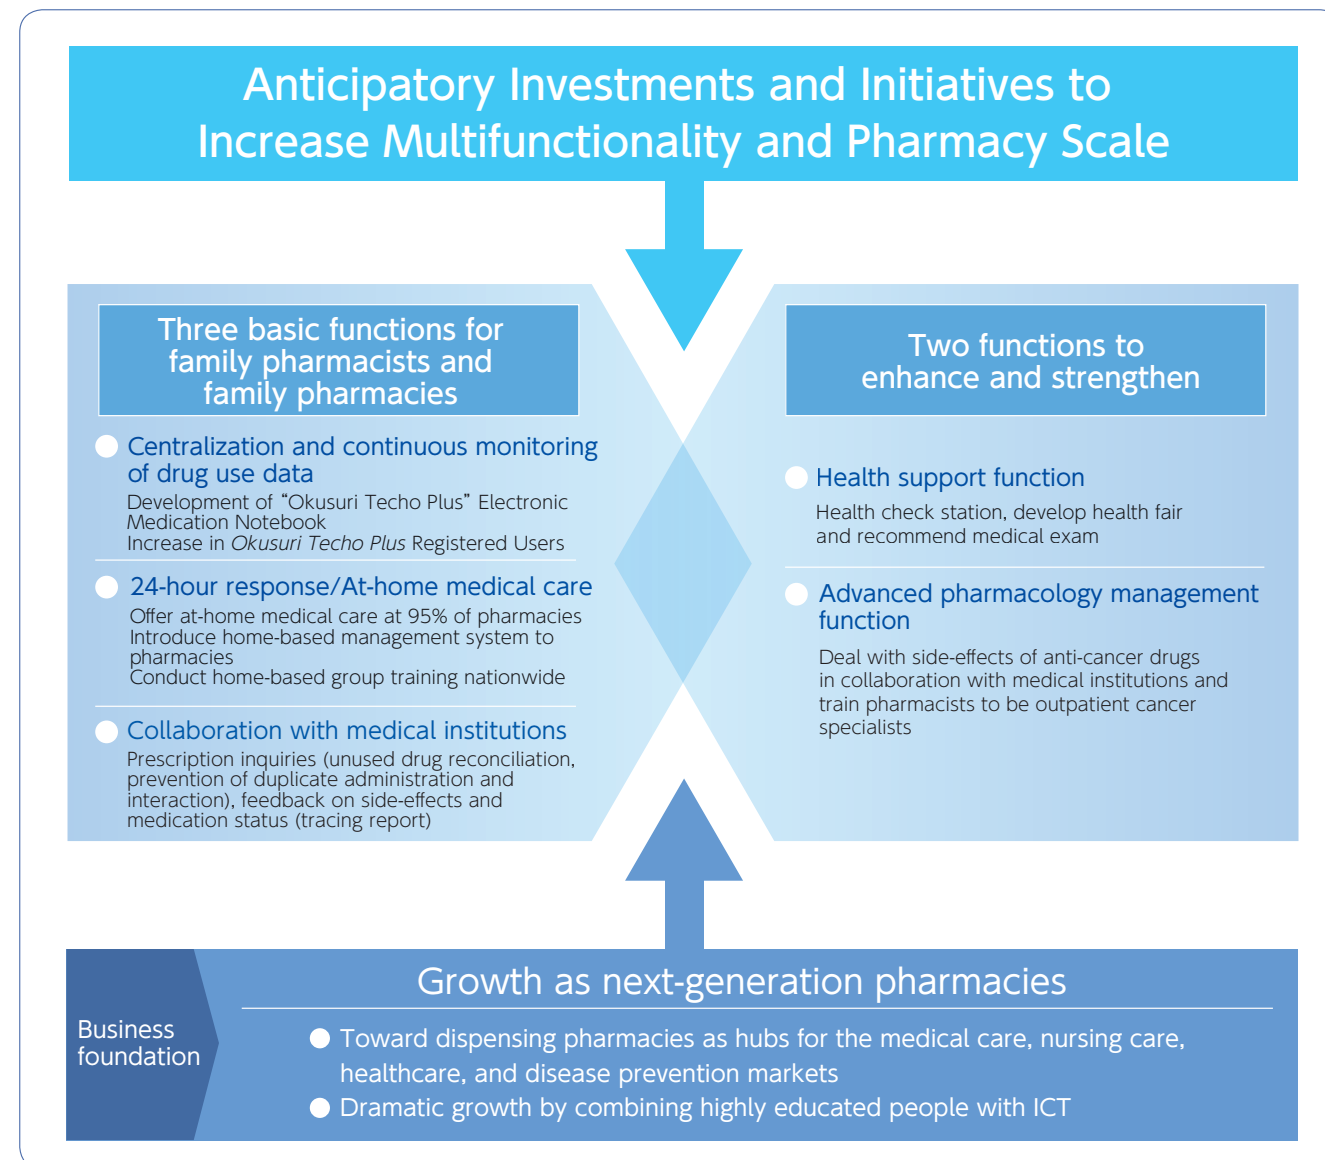 Anticipatory Investments and Initiatives to
Increase Multifunctionality and Pharmacy Scale
Three basic functions for
family pharmacists and
family pharmacies
Centralization and continuous monitoring
of drug use data
Development of “Okusuri Techo Plus” Electronic
Medication Notebook
Increase in Okusuri Techo Plus Registered Users
24-hour response/At-home medical care
Offer at-home medical care at 95% of pharmacies
Introduce home-based management system to
pharmacies
Conduct home-based group training nationwide
Collaboration with medical institutions
Prescription inquiries (unused drug reconciliation,
prevention of duplicate administration and
interaction), feedback on side-effects and
medication status (tracing report)
Two functions to
enhance and strengthen
Health support function
Health check station, develop health fair
and recommend medical exam
Advanced pharmacology management
function
Deal with side-effects of anti-cancer drugs
in collaboration with medical institutions and
train pharmacists to be outpatient cancer
specialists
Business
foundation
Growth as next-generation pharmacies
Toward dispensing pharmacies as hubs for the medical care, nursing care,
healthcare, and disease prevention markets
Dramatic growth by combining highly educated people with ICT